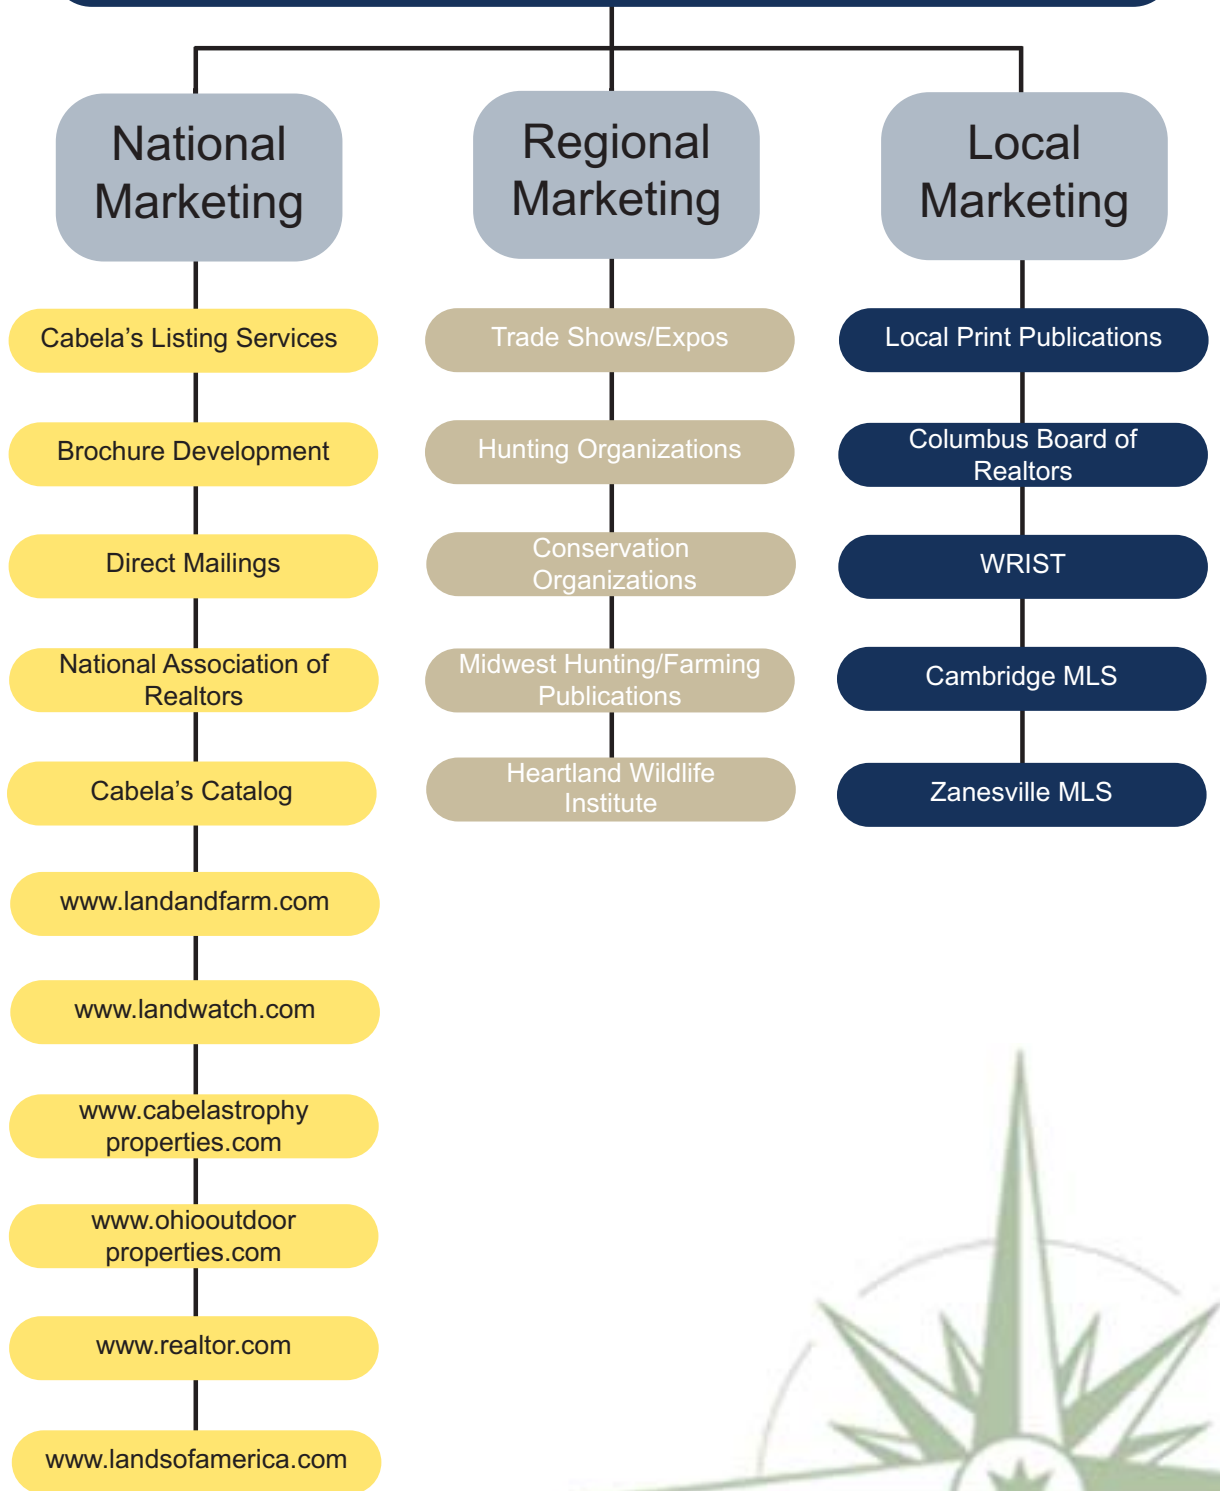 National
Marketing
Cabela’s Listing Services
Brochure Development
Direct Mailings
National Association of
Realtors
Cabela’s Catalog
www.landandfarm.com
www.landwatch.com
www.cabelastrophy
properties.com
www.ohiooutdoor
properties.com
www.realtor.com
www.landsofamerica.com
Regional
Marketing
Trade Shows/Expos
Hunting Organizations
Conservation
Organizations
Midwest Hunting/Farming
Publications
Heartland Wildlife
Institute
Local
Marketing
Local Print Publications
Columbus Board of
Realtors
WRIST
Cambridge MLS
Zanesville MLS